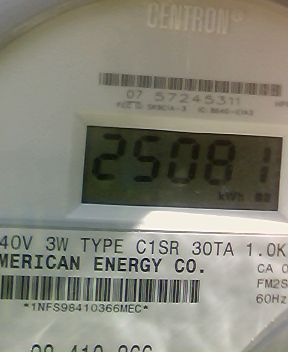 CENTRON®
07 57245311
25081
kWh
40V 3W TYPE C1SR 30TA 1.0K
MERICAN ENERGY CO.
CA 0
FM2S
60Hz
*1NFS98410366MEC*